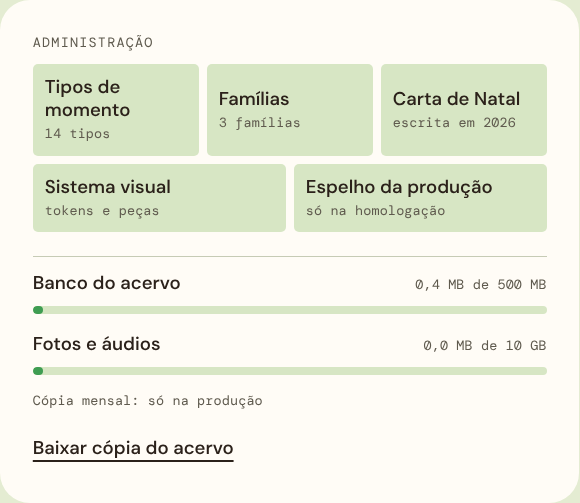 ADMINISTRAÇÃO
Tipos de
momento
14 tipos
Famílias
3 famílias
Carta de Natal
escrita em 2026
Sistema visual
tokens e peças
Espelho da produção
só na homologação
Banco do acervo
0,4 MB de 500 MB
Fotos e áudios
0,0 MB de 10 GB
Cópia mensal: só na produção
Baixar cópia do acervo